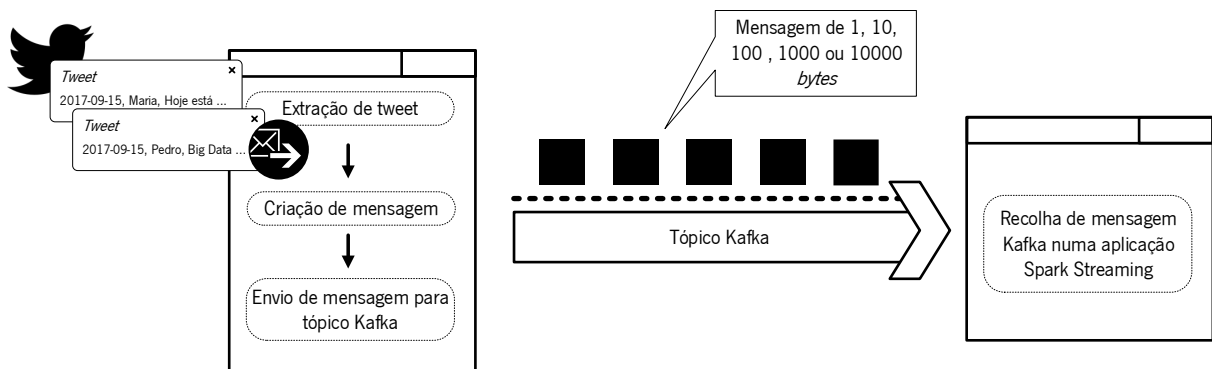 Tweet
2017-09-15, Maria, Hoje está ...
Tweet
2017-09-15, Pedro, Big Data ...
Extração de tweet
Criação de mensagem
Envio de mensagem para
tópico Kafka
Mensagem de 1, 10,
100 , 1000 ou 10000
bytes
Tópico Kafka
Recolha de mensagem
Kafka numa aplicação
Spark Streaming